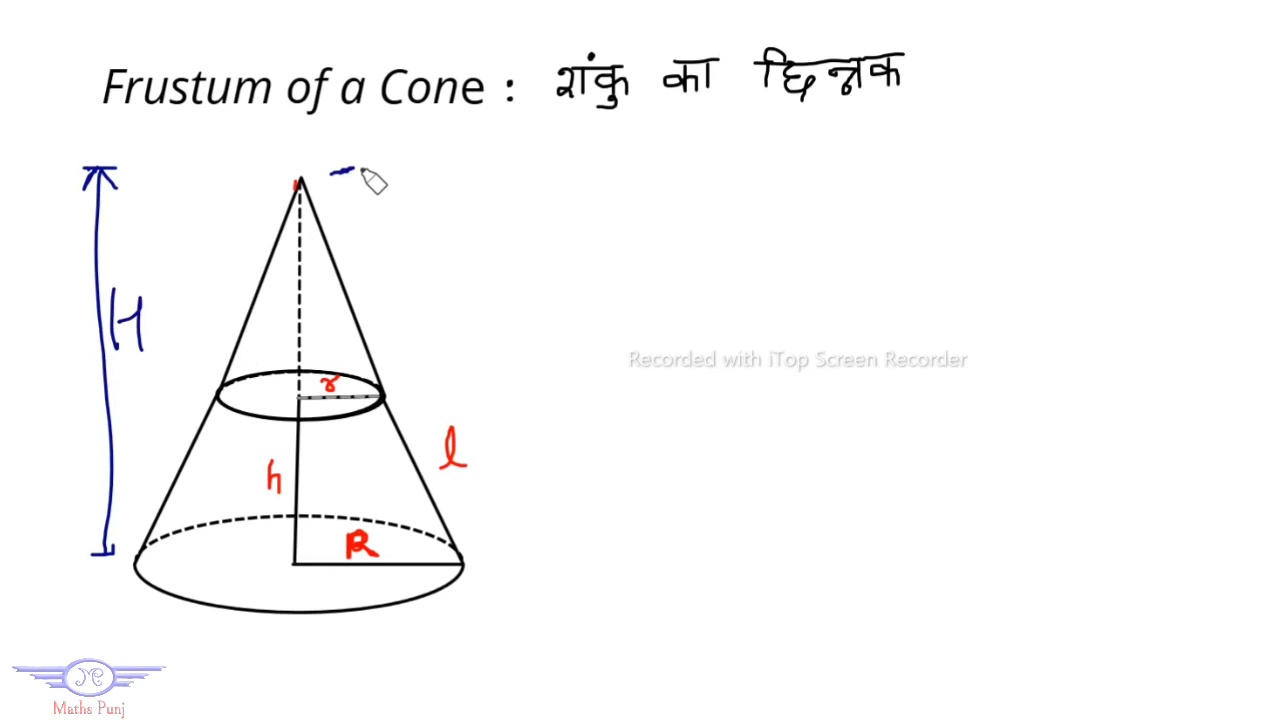 Frustum of a Cone : शंकु का छिन्नक
H
r
l
h
R
Recorded with iTop Screen Recorder
Maths Punj